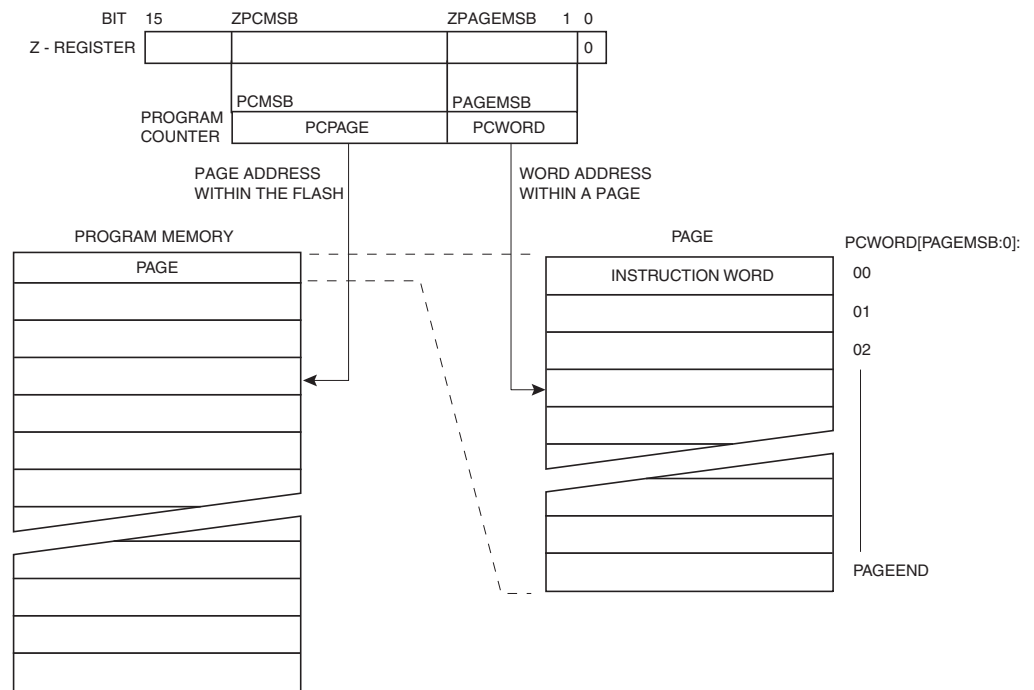 BIT 15 ZPCMSB ZPAGEMSB 1 0
Z - REGISTER 0
PCMSB PAGEMSB
PROGRAM
COUNTER
PCPAGE PCWORD
PAGE ADDRESS
WITHIN THE FLASH
WORD ADDRESS
WITHIN A PAGE
PROGRAM MEMORY
PAGE
PAGE
PCWORD[PAGEMSB:0]:
INSTRUCTION WORD
00
01
02
PAGEEND